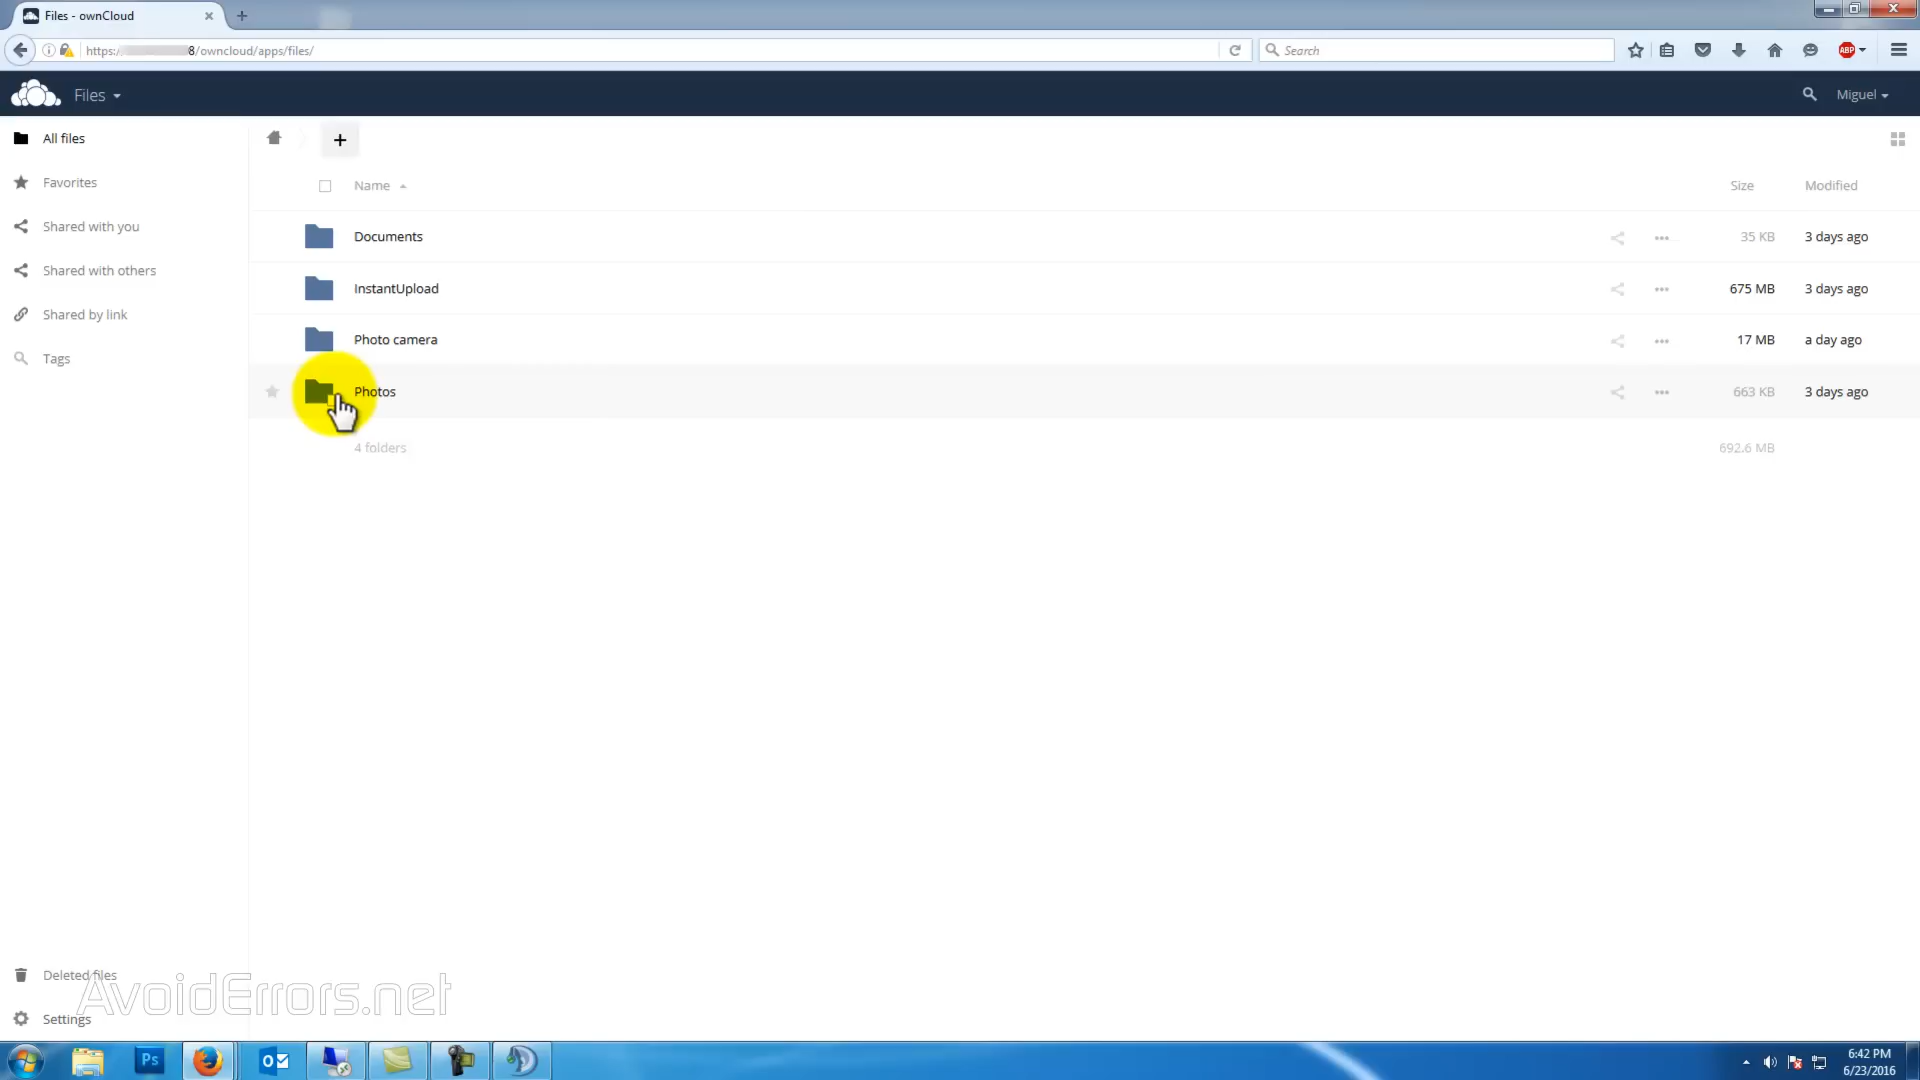 Files - ownCloud
https: 8/owncloud/apps/files/
Search
ABP
Files
Miguel
All files
Favorites
Shared with you
Shared with others
Shared by link
Tags
Name
Size
Modified
Documents
35 KB
3 days ago
InstantUpload
675 MB
3 days ago
Photo camera
17 MB
a day ago
Photos
663 KB
3 days ago
4 folders
692.6 MB
Deleted files
AvoidErrors.net
Settings
Ps
6:42 PM
6/23/2016